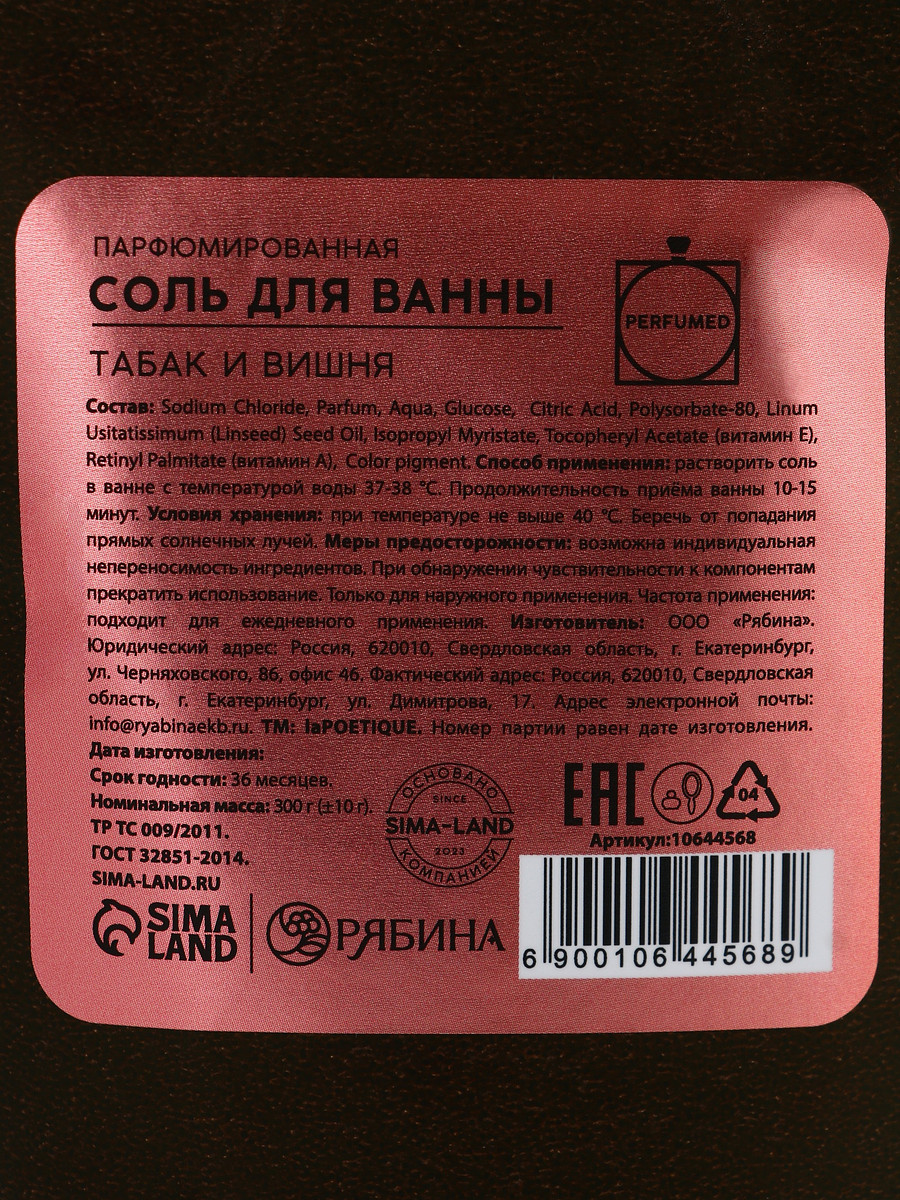 ПАРФЮМИРОВАННАЯ
СОЛЬ ДЛЯ ВАННЫ
ТАБАК И ВИШНЯ
PERFUMED
Состав: Sodium Chloride, Parfum, Aqua, Glucose, Citric Acid, Polysorbate-80, Linum
Usitatissimum (Linseed) Seed Oil, Isopropyl Myristate, Tocopheryl Acetate (витамин Е),
Retinyl Palmitate (витамин А), Color pigment. Способ применения: растворить соль
в ванне с температурой воды 37-38 °С. Продолжительность приёма ванны 10-15
минут. Условия хранения: при температуре не выше 40 °С. Беречь от попадания
прямых солнечных лучей. Меры предосторожности: возможна индивидуальная
непереносимость ингредиентов. При обнаружении чувствительности к компонентам
прекратить использование. Только для наружного применения. Частота применения:
подходит для ежедневного применения. Изготовитель: ООО «Рябина».
Юридический адрес: Россия, 620010, Свердловская область, г. Екатеринбург,
ул. Черняховского, 86, офис 46. Фактический адрес: Россия, 620010, Свердловская
область, г. Екатеринбург, ул. Димитрова, 17. Адрес электронной почты:
info@ryabinaekb.ru. ТМ: laPOETIQUE. Номер партии равен дате изготовления.
Дата изготовления:
Срок годности: 36 месяцев.
Номинальная масса: 300 г (±10 г).
ТР ТС 009/2011.
ГОСТ 32851-2014.
SIMA-LAND.RU
ОСНОВАНО
SINCE
SIMA-LAND
2023
КОМПАНИЕЙ
EAC
04
Артикул:10644568
SIMA
LAND
РЯБИНА
6 900106 445689